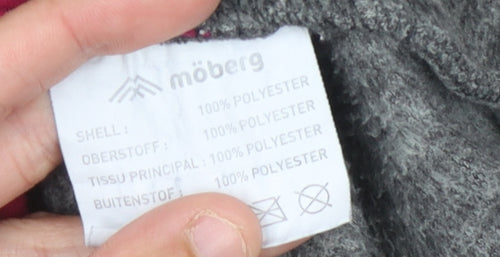 möberg
SHELL : 100% POLYESTER
OBERSTOFF : 100% POLYESTER
TISSU PRINCIPAL : 100% POLYESTER
BUITENSTOF : 100% POLYESTER